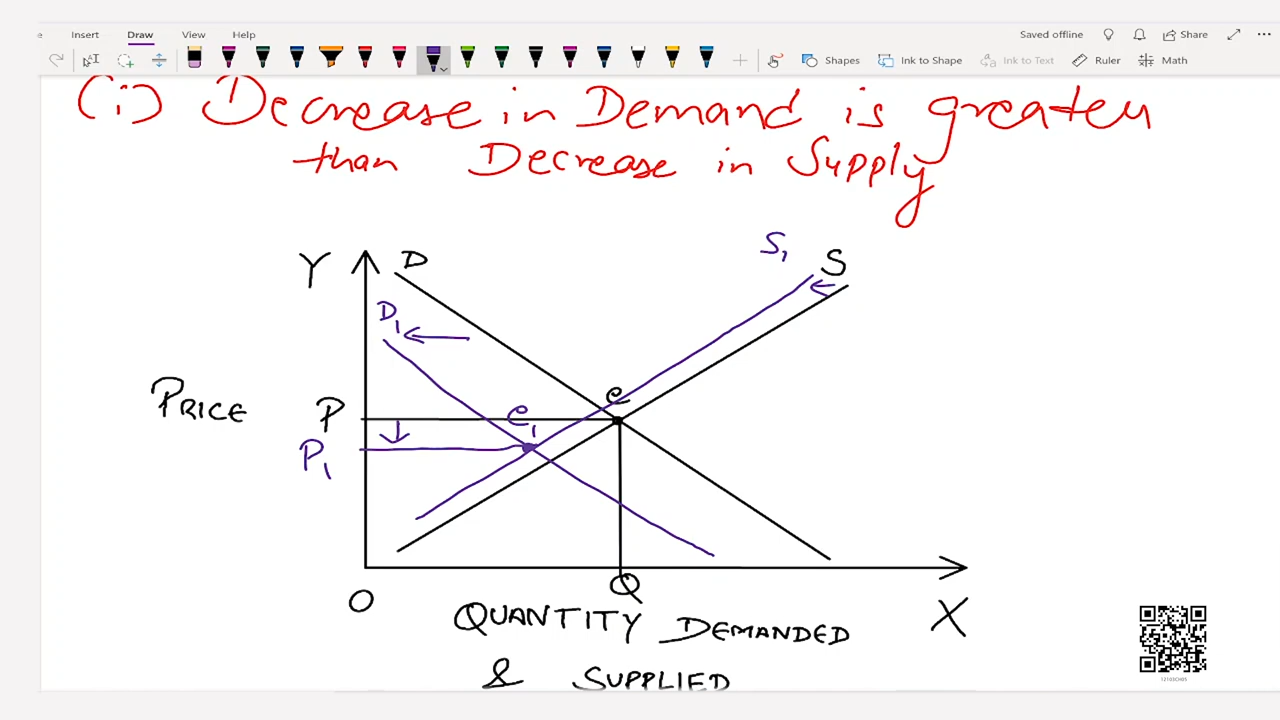 Insert Draw View Help Saved offline Share
Shapes Ink to Shape Ink to Text Ruler Math
(i) Decrease in Demand is greater
than Decrease in Supply
S₁
Y D S
D₁
PRICE P e₁ e
P₁
O Q
QUANTITY DEMANDED X
& SUPPLIED
12103CH05